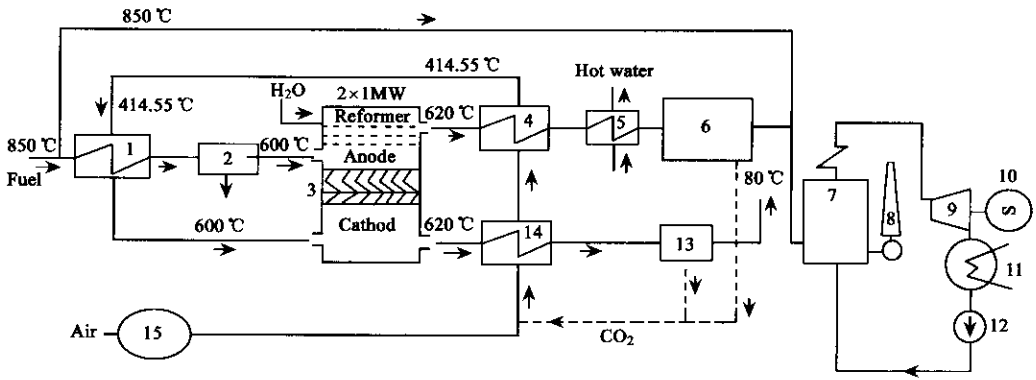 850 ℃
414.55 ℃
Hot water
H₂O
2×1MW
414.55 ℃
620 ℃
Reformer
850 ℃
Fuel
1
2
600 ℃
Anode
3
4
5
6
80 ℃
7
8
9
10
S
600 ℃
Cathod
620 ℃
14
13
11
12
Air
15
CO₂